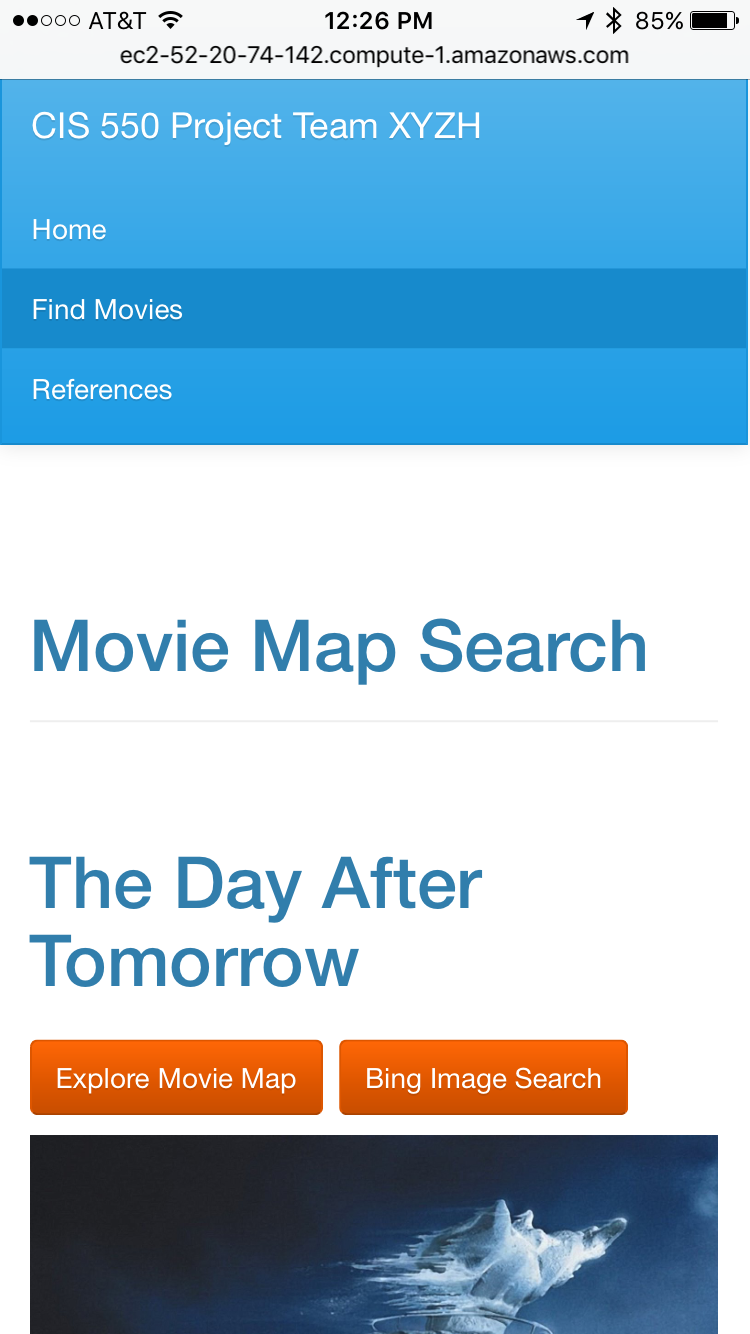 AT&T 12:26 PM 85%
ec2-52-20-74-142.compute-1.amazonaws.com
CIS 550 Project Team XYZH
Home
Find Movies
References
Movie Map Search
The Day After
Tomorrow
Explore Movie Map Bing Image Search